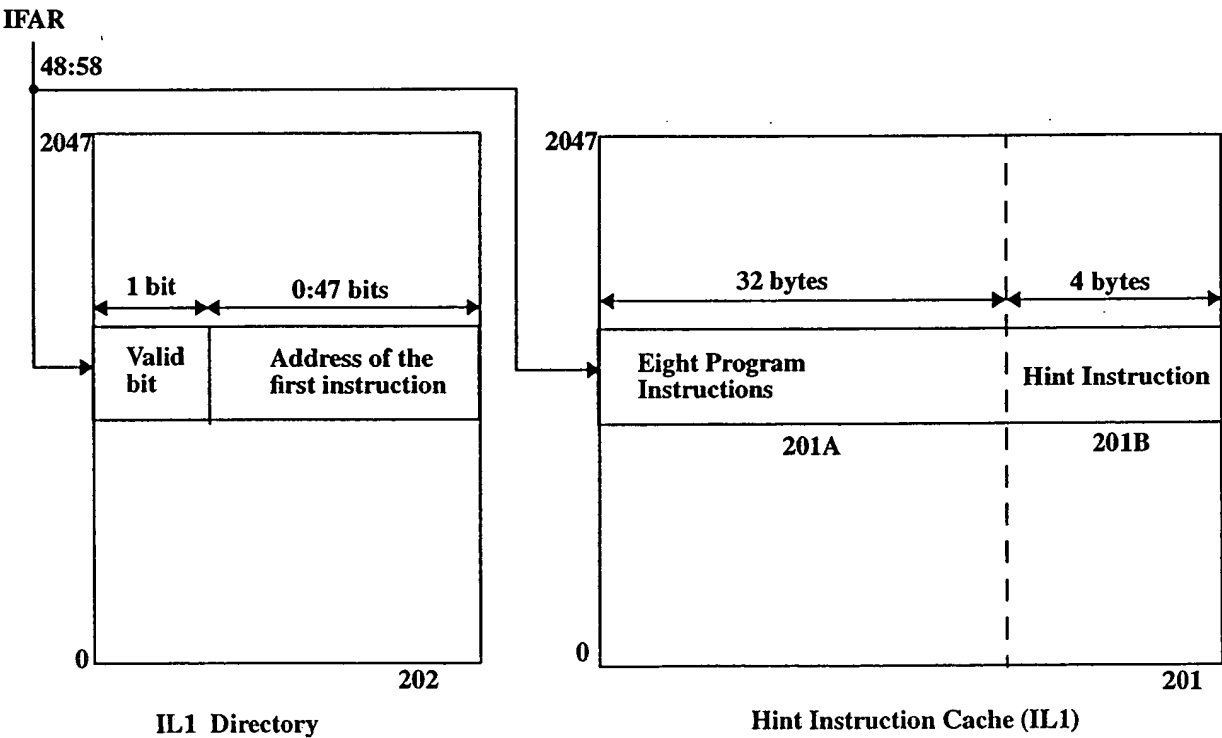 IFAR
48:58
2047
2047
1 bit
0:47 bits
32 bytes
4 bytes
Valid
bit
Address of the
first instruction
Eight Program
Instructions
Hint Instruction
201A
201B
0
0
202
201
IL1 Directory
Hint Instruction Cache (IL1)